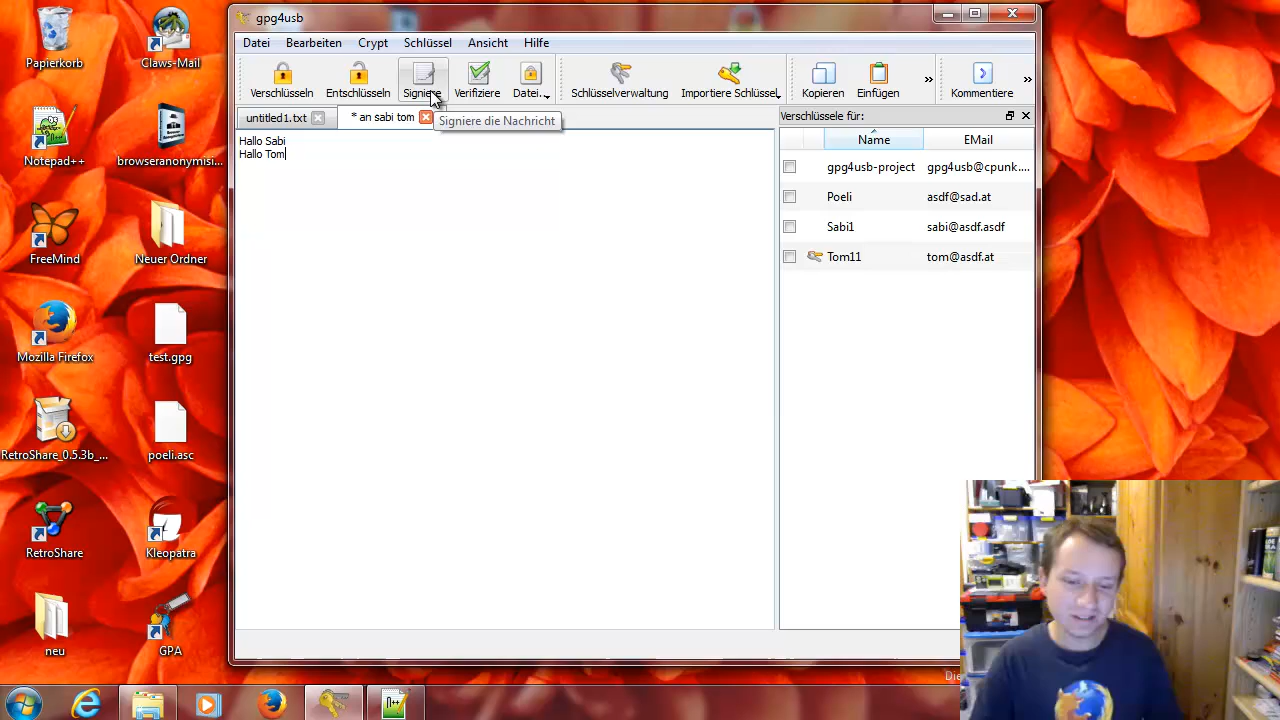 gpg4usb
Datei Bearbeiten Crypt Schlüssel Ansicht Hilfe
Verschlüsseln Entschlüsseln Signiere Verifiziere Datei... Schlüsselverwaltung Importiere Schlüssel Kopieren Einfügen » Kommentiere »
untitled1.txt * an sabi tom
Signiere die Nachricht
Hallo Sabi
Hallo Tom
Verschlüssele für:
Name EMail
gpg4usb-project gpg4usb@cpunk....
Poeli asdf@sad.at
Sabi1 sabi@asdf.asdf
Tom11 tom@asdf.at
Papierkorb
Claws-Mail
Notepad++
browseranonymisi...
FreeMind
Neuer Ordner
Mozilla Firefox
test.gpg
RetroShare_0.5.3b_...
poeli.asc
RetroShare
Kleopatra
neu
GPA
Die